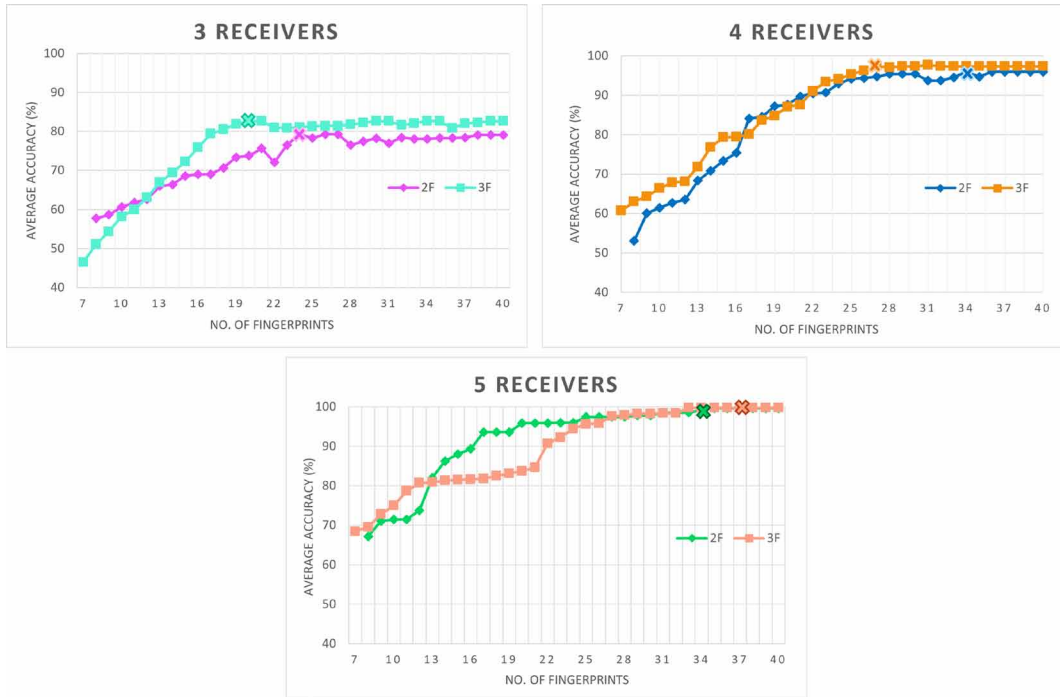 3 RECEIVERS
AVERAGE ACCURACY (%)
100
90
80
70
60
50
40
2F 3F
7 10 13 16 19 22 25 28 31 34 37 40
NO. OF FINGERPRINTS
4 RECEIVERS
AVERAGE ACCURACY (%)
100
90
80
70
60
50
40
2F 3F
7 10 13 16 19 22 25 28 31 34 37 40
NO. OF FINGERPRINTS
5 RECEIVERS
AVERAGE ACCURACY (%)
100
90
80
70
60
50
40
2F 3F
7 10 13 16 19 22 25 28 31 34 37 40
NO. OF FINGERPRINTS